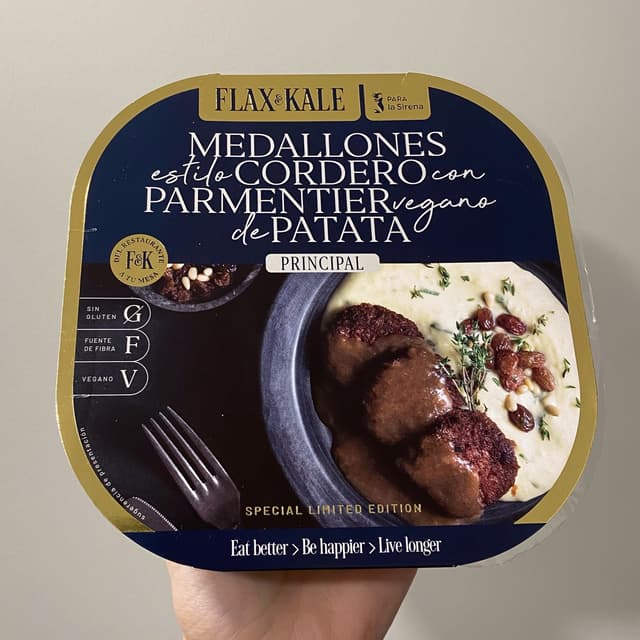 FLAX&KALE
PARA
la Sirena
MEDALLONES
estilo CORDERO con
PARMENTIER vegano
de PATATA
PRINCIPAL
DEL RESTAURANTE
F&K
A TU MESA
SIN
GLUTEN G
FUENTE
DE FIBRA F
VEGANO V
sugerencia de presentación
SPECIAL LIMITED EDITION
Eat better > Be happier > Live longer